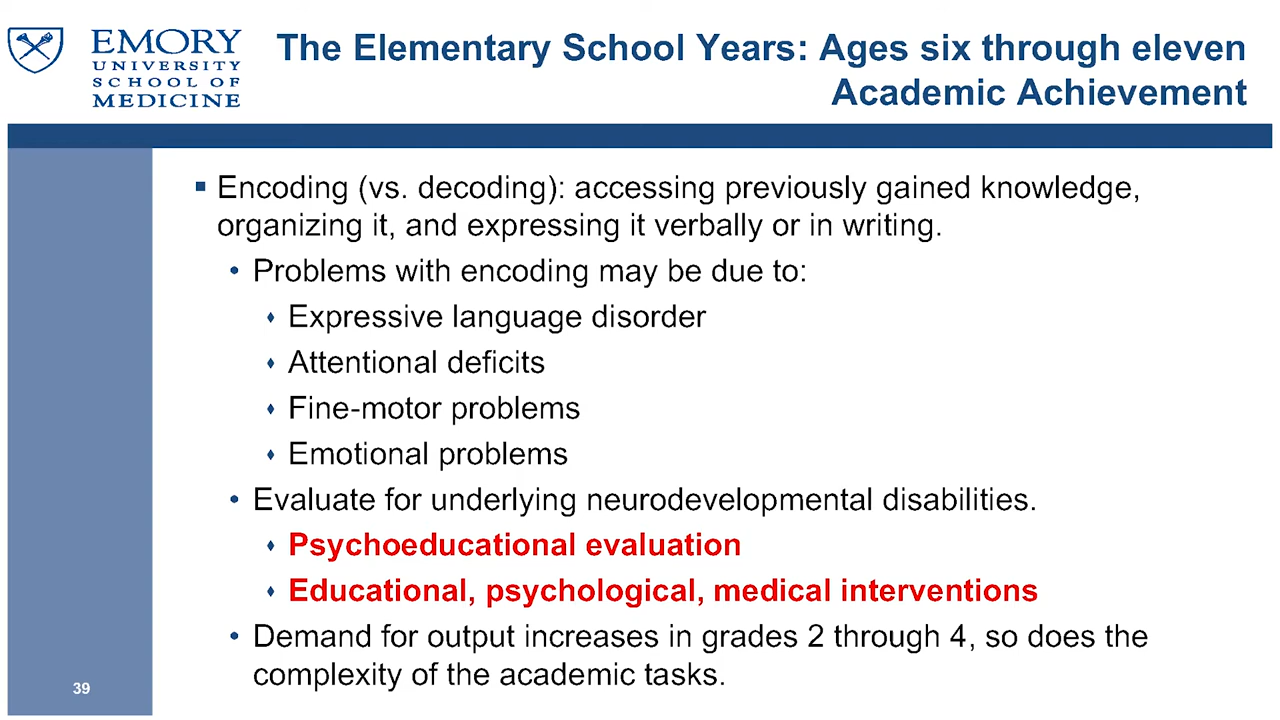 EMORY
UNIVERSITY
SCHOOL OF
MEDICINE
The Elementary School Years: Ages six through eleven
Academic Achievement
▪ Encoding (vs. decoding): accessing previously gained knowledge,
organizing it, and expressing it verbally or in writing.
• Problems with encoding may be due to:
⬧ Expressive language disorder
⬧ Attentional deficits
⬧ Fine-motor problems
⬧ Emotional problems
• Evaluate for underlying neurodevelopmental disabilities.
⬧ Psychoeducational evaluation
⬧ Educational, psychological, medical interventions
• Demand for output increases in grades 2 through 4, so does the
complexity of the academic tasks.
39